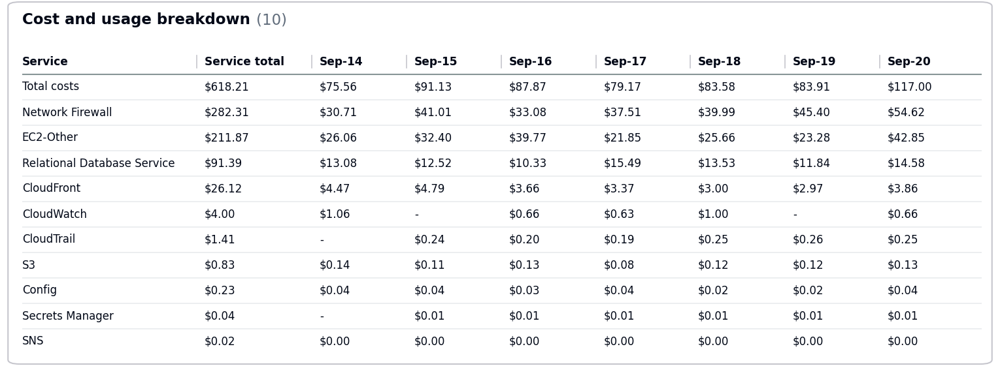 Cost and usage breakdown (10)
Service Service total Sep-14 Sep-15 Sep-16 Sep-17 Sep-18 Sep-19 Sep-20
Total costs $618.21 $75.56 $91.13 $87.87 $79.17 $83.58 $83.91 $117.00
Network Firewall $282.31 $30.71 $41.01 $33.08 $37.51 $39.99 $45.40 $54.62
EC2-Other $211.87 $26.06 $32.40 $39.77 $21.85 $25.66 $23.28 $42.85
Relational Database Service $91.39 $13.08 $12.52 $10.33 $15.49 $13.53 $11.84 $14.58
CloudFront $26.12 $4.47 $4.79 $3.66 $3.37 $3.00 $2.97 $3.86
CloudWatch $4.00 $1.06 - $0.66 $0.63 $1.00 - $0.66
CloudTrail $1.41 - $0.24 $0.20 $0.19 $0.25 $0.26 $0.25
S3 $0.83 $0.14 $0.11 $0.13 $0.08 $0.12 $0.12 $0.13
Config $0.23 $0.04 $0.04 $0.03 $0.04 $0.02 $0.02 $0.04
Secrets Manager $0.04 - $0.01 $0.01 $0.01 $0.01 $0.01 $0.01
SNS $0.02 $0.00 $0.00 $0.00 $0.00 $0.00 $0.00 $0.00